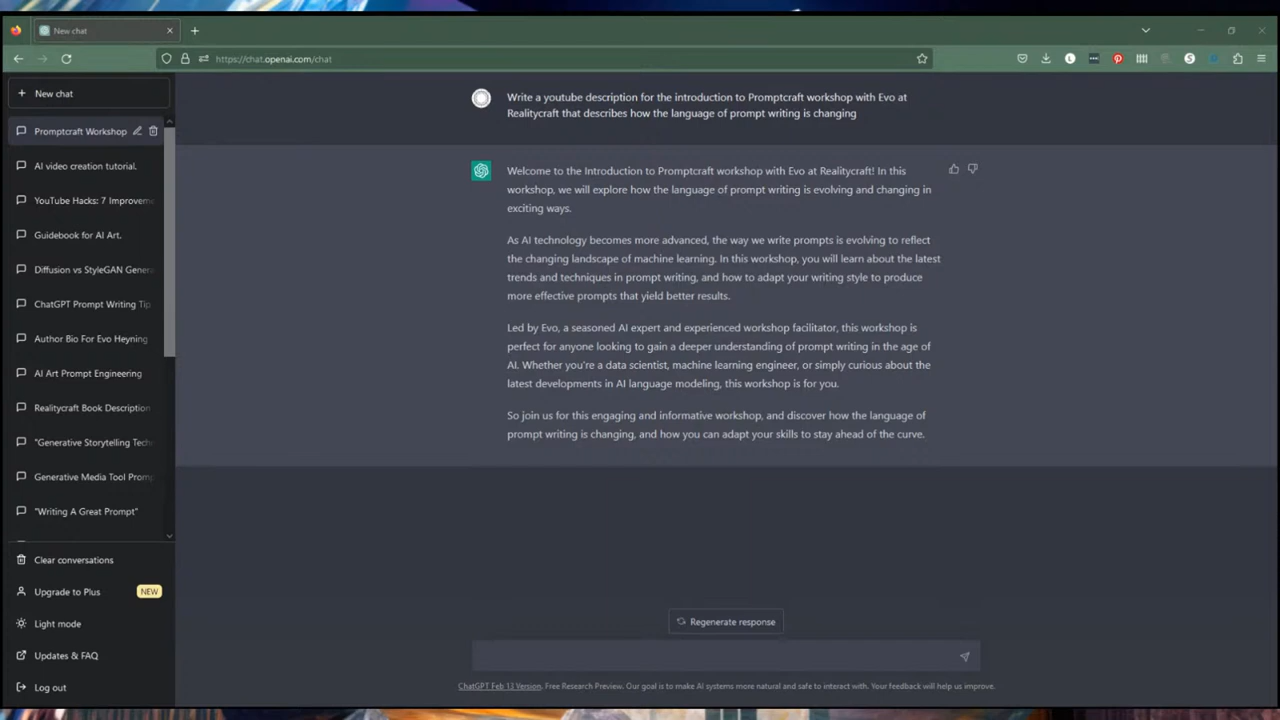 New chat
https://chat.openai.com/chat
New chat
Promptcraft Workshop
AI video creation tutorial.
YouTube Hacks: 7 Improveme
Guidebook for AI Art.
Diffusion vs StyleGAN Genera
ChatGPT Prompt Writing Tip
Author Bio For Evo Heyning
AI Art Prompt Engineering
Realitycraft Book Description
"Generative Storytelling Tech
Generative Media Tool Promp
"Writing A Great Prompt"
Clear conversations
Upgrade to Plus NEW
Light mode
Updates & FAQ
Log out
Write a youtube description for the introduction to Promptcraft workshop with Evo at
Realitycraft that describes how the language of prompt writing is changing
Welcome to the Introduction to Promptcraft workshop with Evo at Realitycraft! In this
workshop, we will explore how the language of prompt writing is evolving and changing in
exciting ways.
As AI technology becomes more advanced, the way we write prompts is evolving to reflect
the changing landscape of machine learning. In this workshop, you will learn about the latest
trends and techniques in prompt writing, and how to adapt your writing style to produce
more effective prompts that yield better results.
Led by Evo, a seasoned AI expert and experienced workshop facilitator, this workshop is
perfect for anyone looking to gain a deeper understanding of prompt writing in the age of
AI. Whether you're a data scientist, machine learning engineer, or simply curious about the
latest developments in AI language modeling, this workshop is for you.
So join us for this engaging and informative workshop, and discover how the language of
prompt writing is changing, and how you can adapt your skills to stay ahead of the curve.
Regenerate response
ChatGPT Feb 13 Version. Free Research Preview. Our goal is to make AI systems more natural and safe to interact with. Your feedback will help us improve.